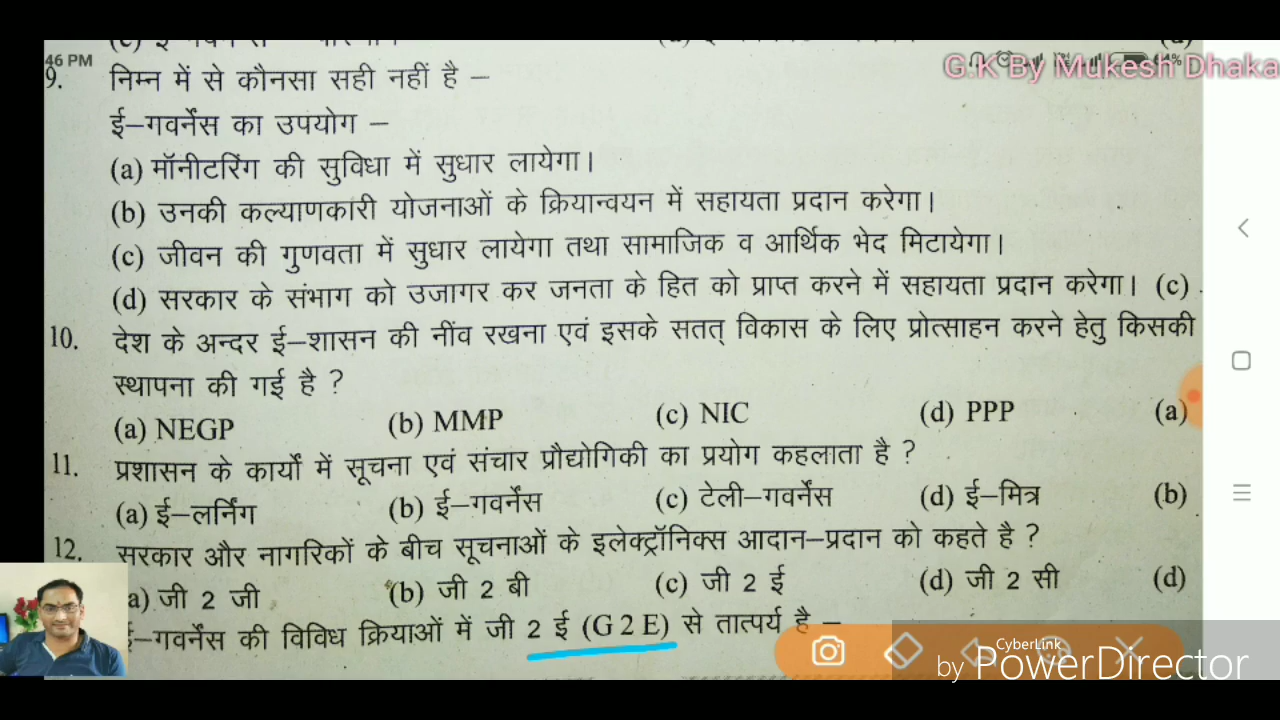 46 PM
G.K By Mukesh Dhaka
9. निम्न में से कौनसा सही नहीं है –
ई–गवर्नेंस का उपयोग –
(a) मॉनीटरिंग की सुविधा में सुधार लायेगा।
(b) उनकी कल्याणकारी योजनाओं के क्रियान्वयन में सहायता प्रदान करेगा।
(c) जीवन की गुणवता में सुधार लायेगा तथा सामाजिक व आर्थिक भेद मिटायेगा।
(d) सरकार के संभाग को उजागर कर जनता के हित को प्राप्त करने में सहायता प्रदान करेगा। (c)
10. देश के अन्दर ई–शासन की नींव रखना एवं इसके सतत् विकास के लिए प्रोत्साहन करने हेतु किसकी
स्थापना की गई है ?
(a) NEGP (b) MMP (c) NIC (d) PPP (a)
11. प्रशासन के कार्यों में सूचना एवं संचार प्रौद्योगिकी का प्रयोग कहलाता है ?
(a) ई–लर्निंग (b) ई–गवर्नेंस (c) टेली–गवर्नेंस (d) ई–मित्र (b)
12. सरकार और नागरिकों के बीच सूचनाओं के इलेक्ट्रॉनिक्स आदान–प्रदान को कहते है ?
a) जी 2 जी (b) जी 2 बी (c) जी 2 ई (d) जी 2 सी (d)
ई–गवर्नेंस की विविध क्रियाओं में जी 2 ई (G 2 E) से तात्पर्य है –
by CyberLink PowerDirector